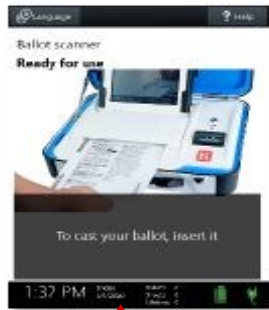 Language
? Help
Ballot scanner
Ready for use
To cast your ballot, insert it
1:37 PM